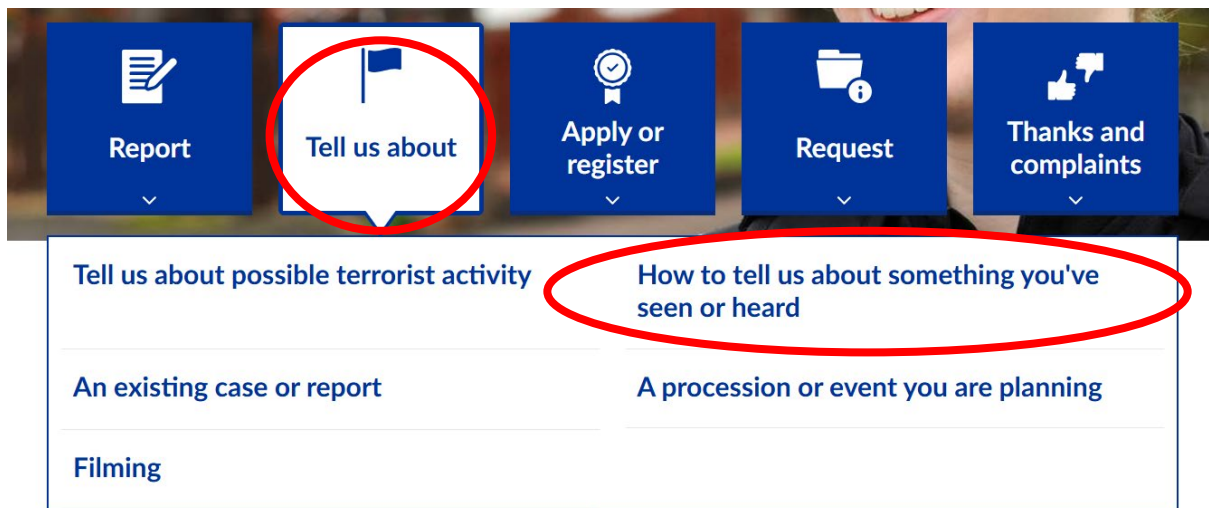 Report
Tell us about
Apply or
register
Request
Thanks and
complaints
Tell us about possible terrorist activity
How to tell us about something you've
seen or heard
An existing case or report
A procession or event you are planning
Filming